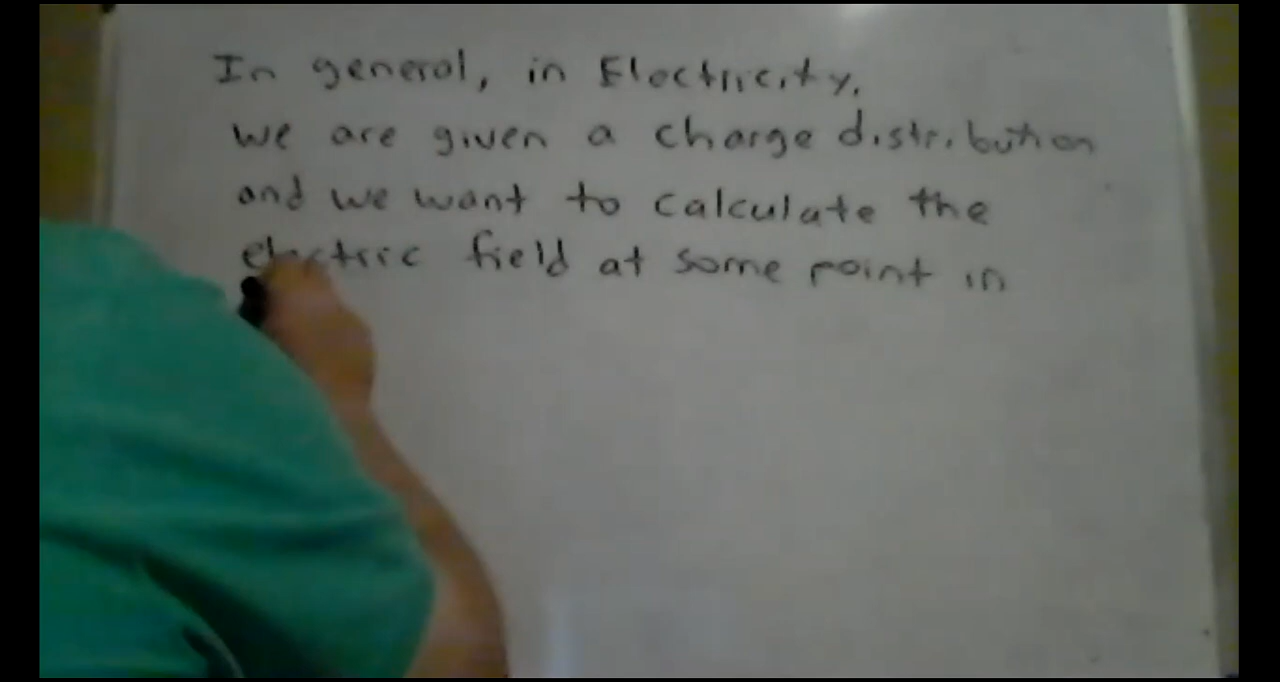 In general, in Electricity,
we are given a charge distribution
and we want to calculate the
electric field at some point in